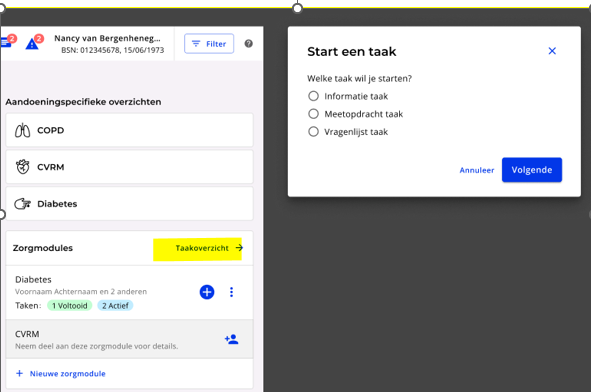 2
2
Nancy van Bergenheneg...
BSN: 012345678, 15/06/1973
Filter
?
Aandoeningspecifieke overzichten
COPD
CVRM
Diabetes
Zorgmodules
Taakoverzicht →
Diabetes
Voornaam Achternaam en 2 anderen
Taken: 1 Voltooid 2 Actief
CVRM
Neem deel aan deze zorgmodule voor details.
+ Nieuwe zorgmodule
Start een taak
Welke taak wil je starten?
Informatie taak
Meetopdracht taak
Vragenlijst taak
Annuleer
Volgende